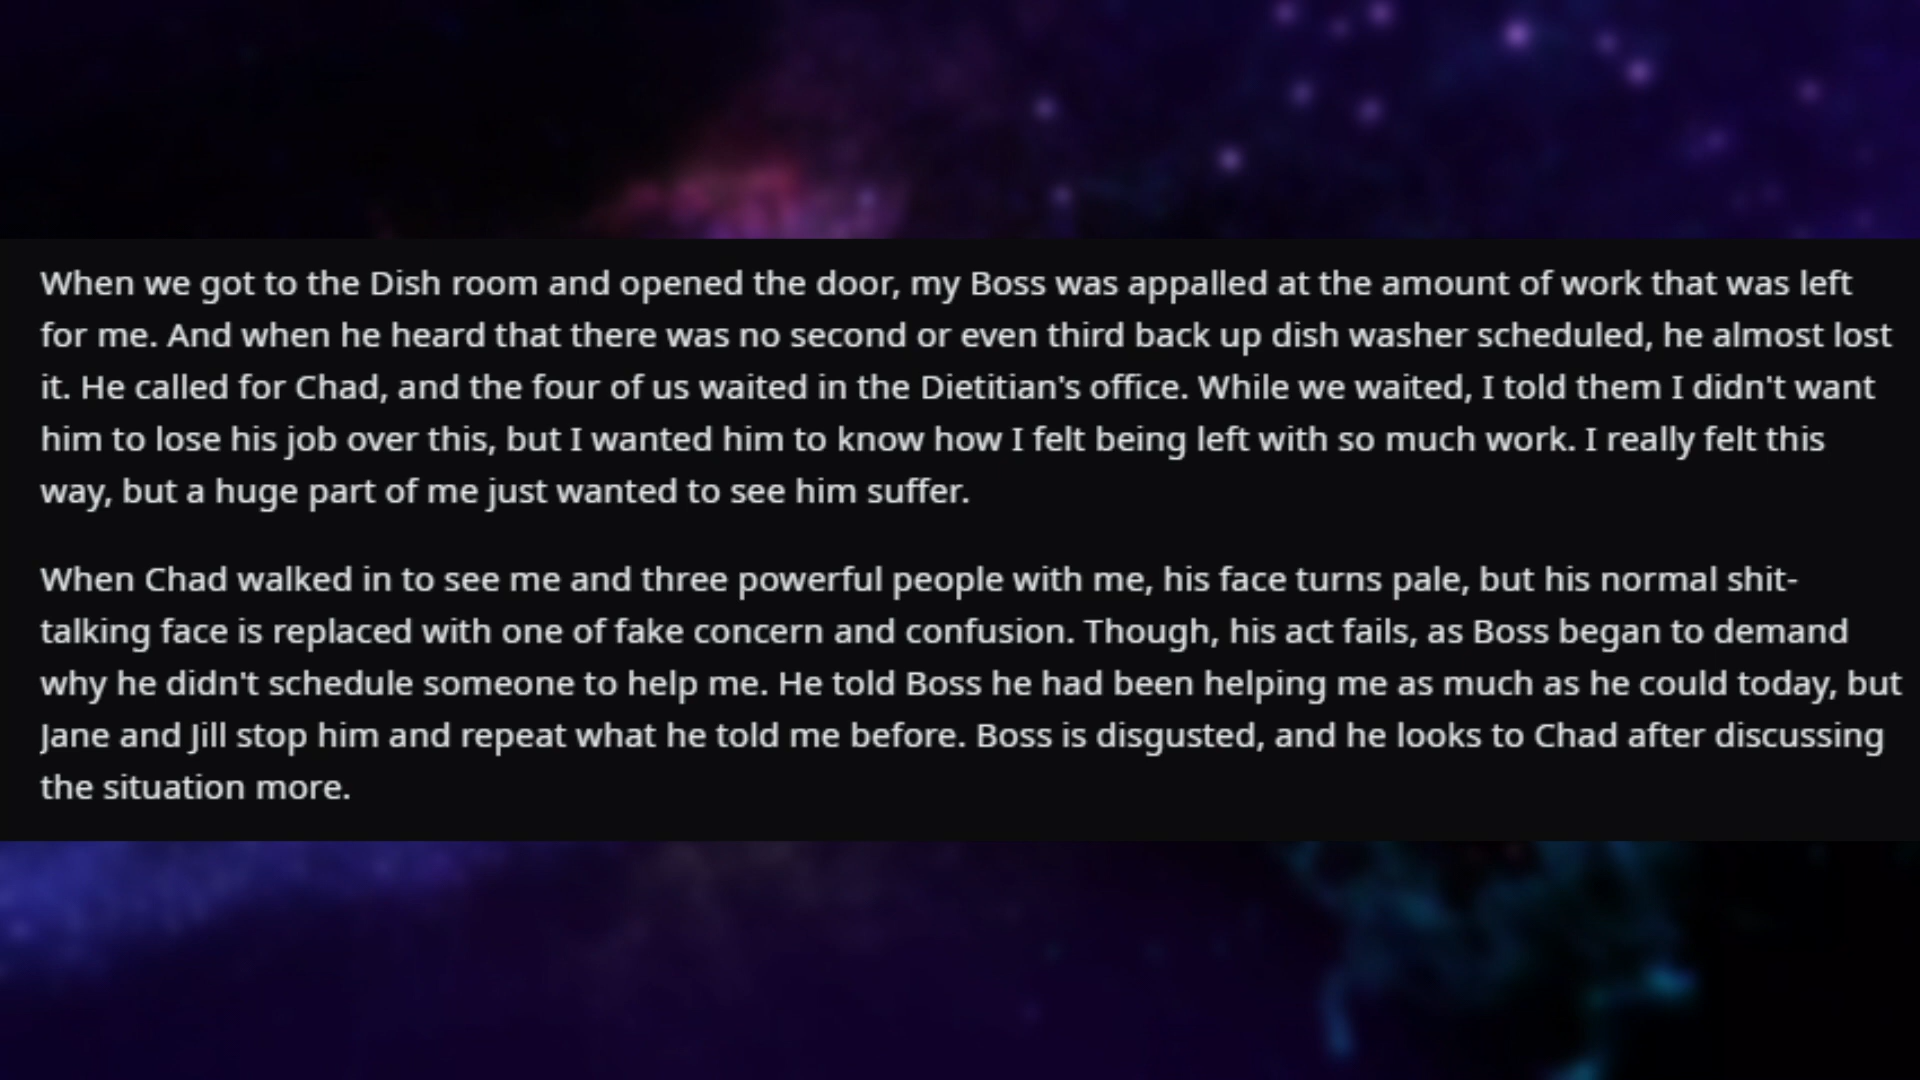 When we got to the Dish room and opened the door, my Boss was appalled at the amount of work that was left
for me. And when he heard that there was no second or even third back up dish washer scheduled, he almost lost
it. He called for Chad, and the four of us waited in the Dietitian's office. While we waited, I told them I didn't want
him to lose his job over this, but I wanted him to know how I felt being left with so much work. I really felt this
way, but a huge part of me just wanted to see him suffer.
When Chad walked in to see me and three powerful people with me, his face turns pale, but his normal shit-
talking face is replaced with one of fake concern and confusion. Though, his act fails, as Boss began to demand
why he didn't schedule someone to help me. He told Boss he had been helping me as much as he could today, but
Jane and Jill stop him and repeat what he told me before. Boss is disgusted, and he looks to Chad after discussing
the situation more.